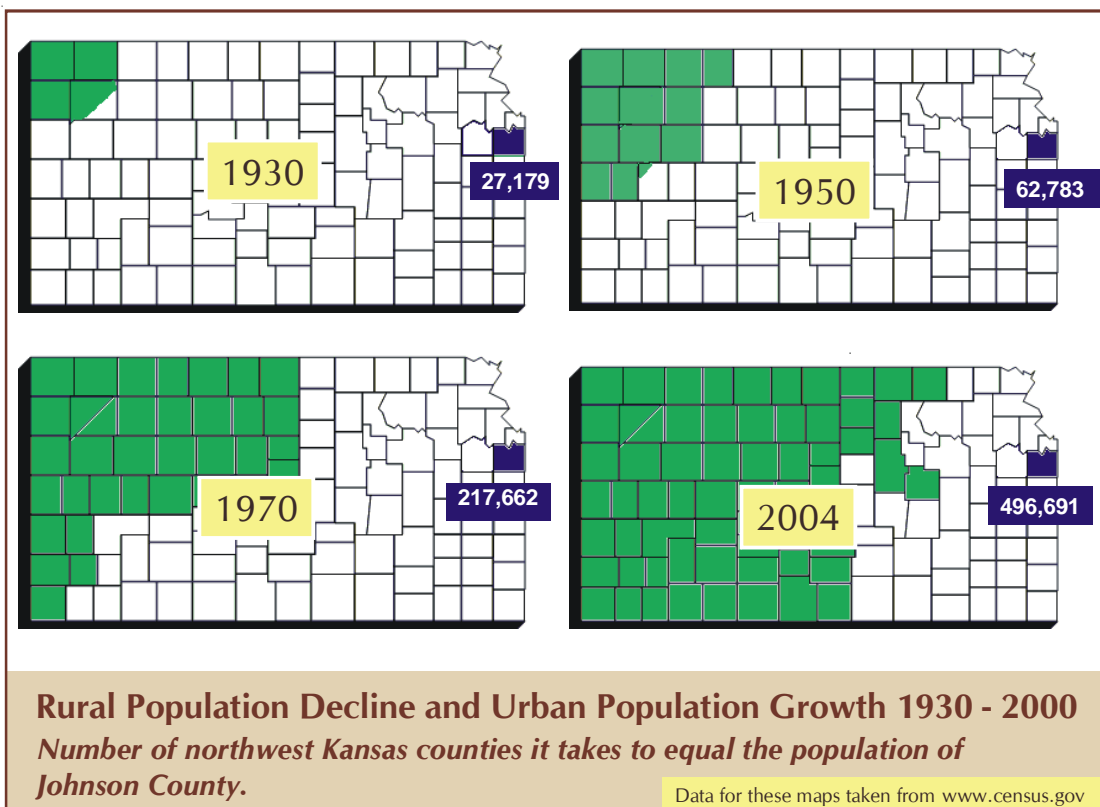 1930
27,179
1950
62,783
1970
217,662
2004
496,691
Rural Population Decline and Urban Population Growth 1930 - 2000
Number of northwest Kansas counties it takes to equal the population of
Johnson County.
Data for these maps taken from www.census.gov